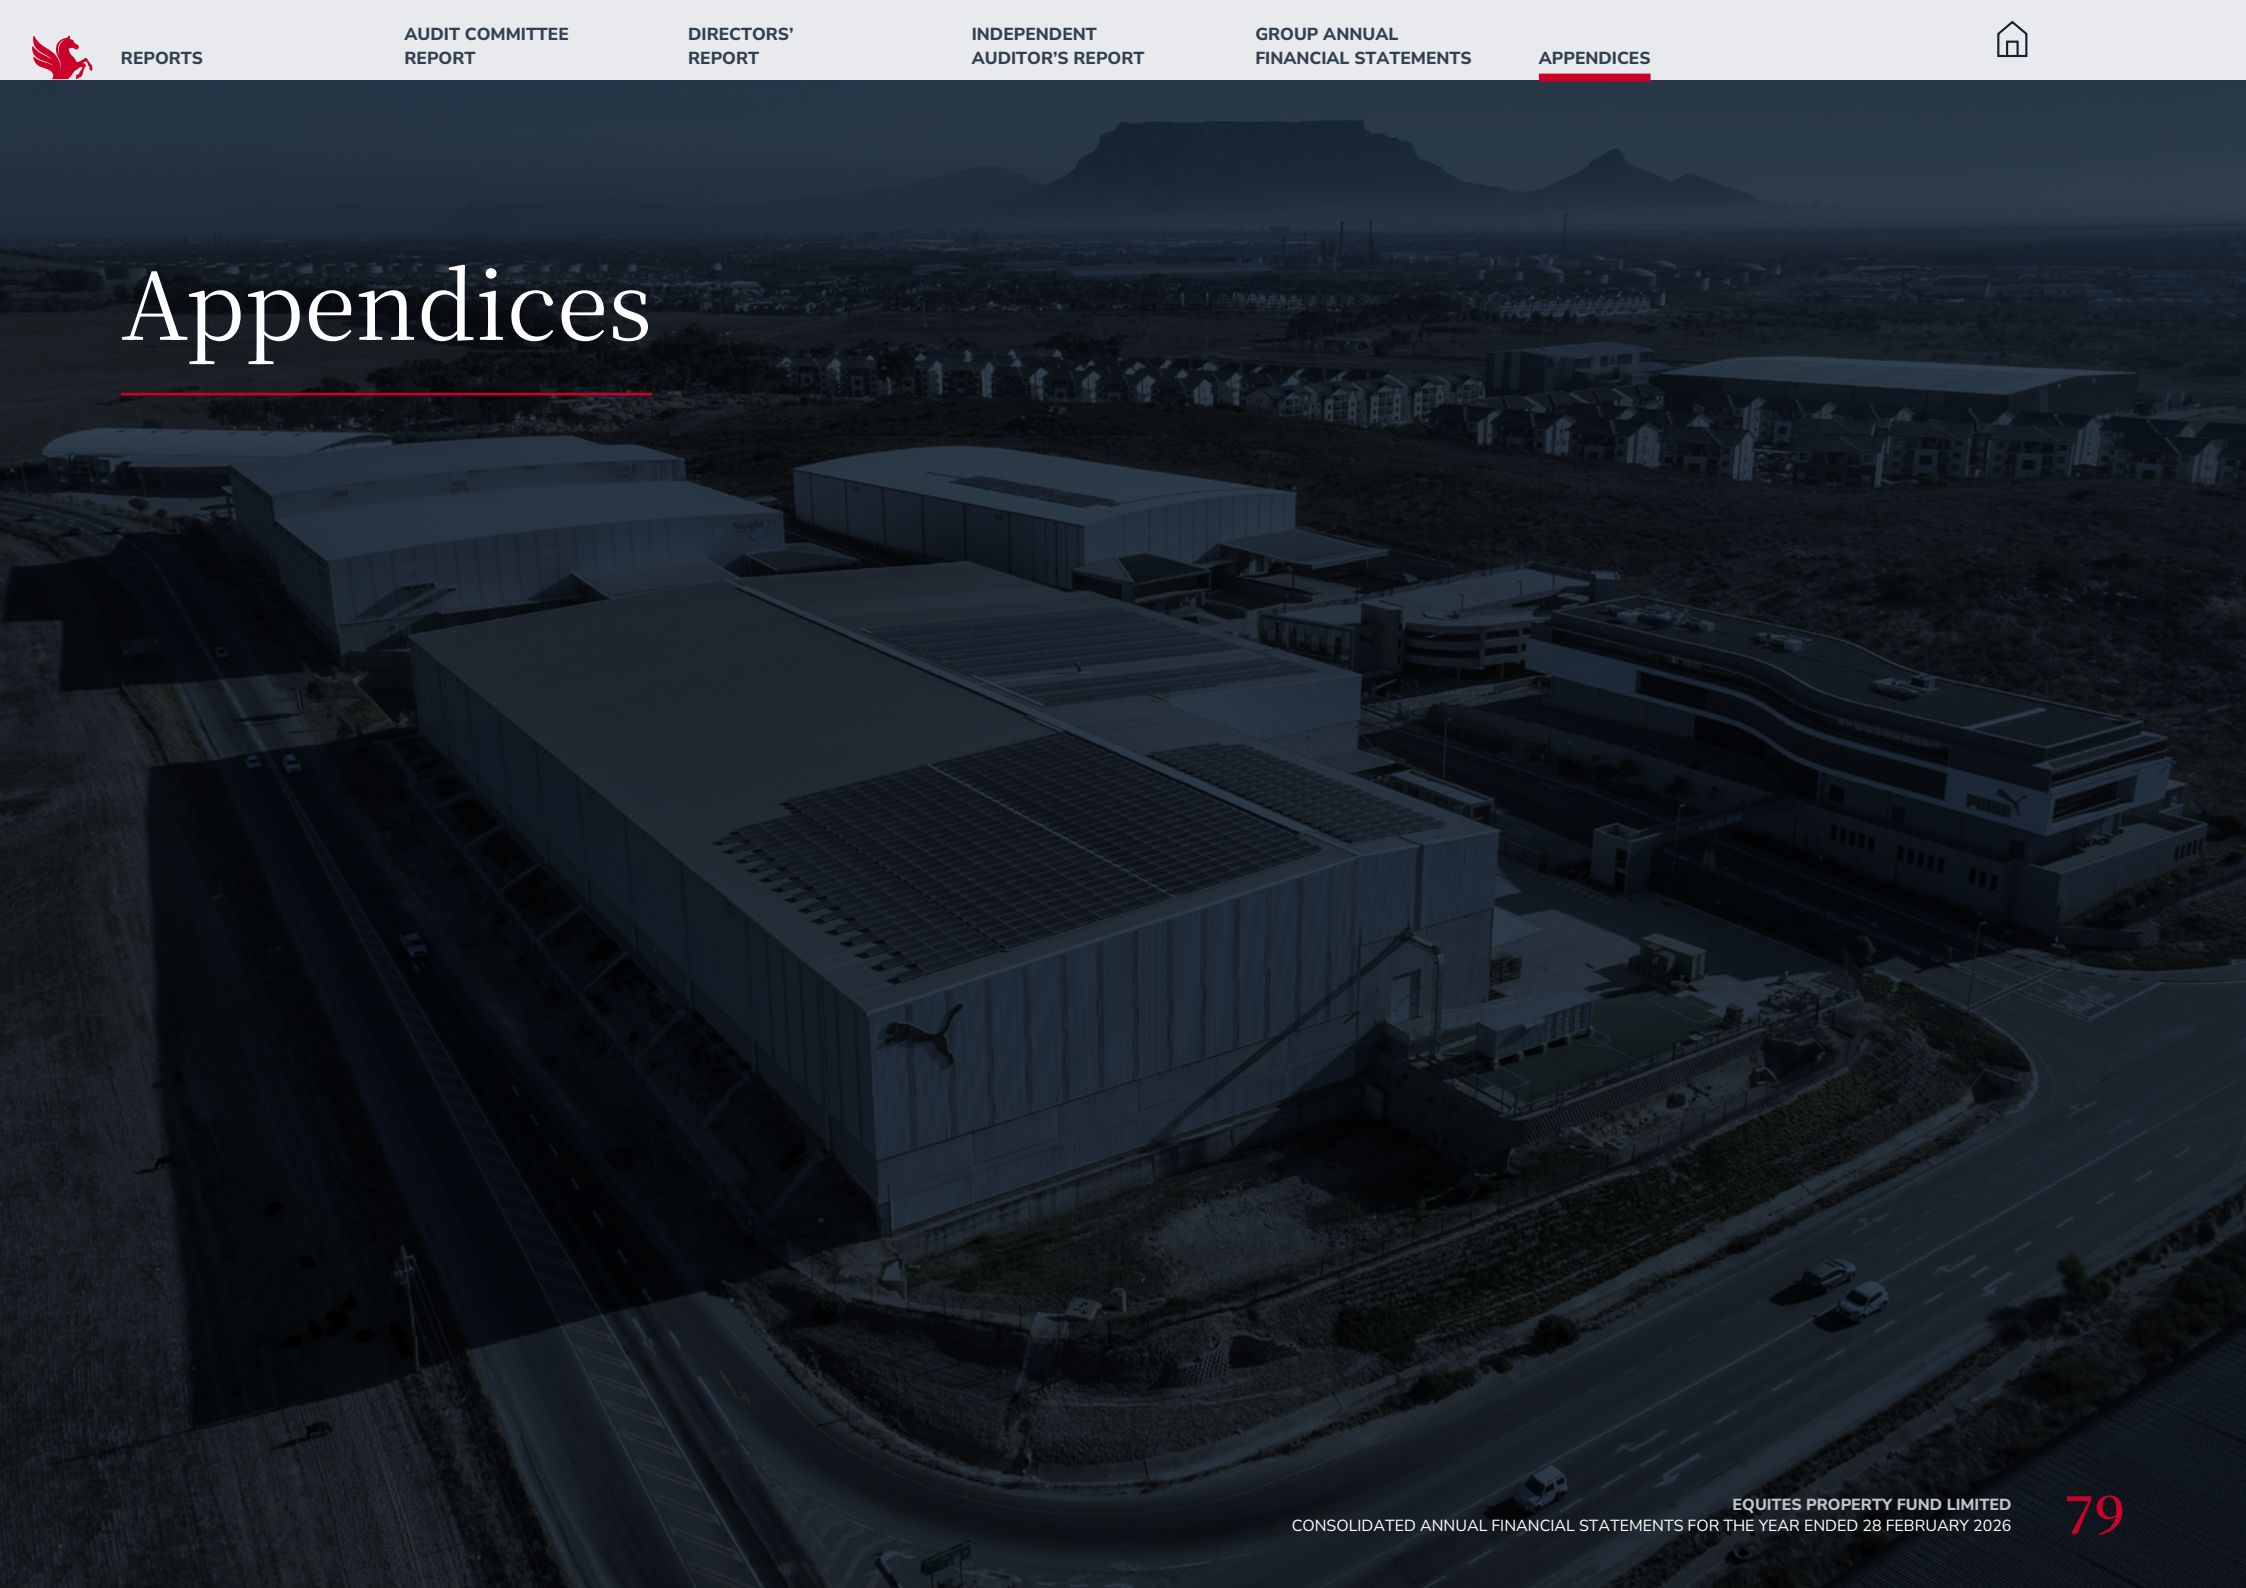 REPORTS
AUDIT COMMITTEE
REPORT
DIRECTORS’
REPORT
INDEPENDENT
AUDITOR’S REPORT
GROUP ANNUAL
FINANCIAL STATEMENTS
APPENDICES
Appendices
PUMA
EQUITES PROPERTY FUND LIMITED
CONSOLIDATED ANNUAL FINANCIAL STATEMENTS FOR THE YEAR ENDED 28 FEBRUARY 2026
79